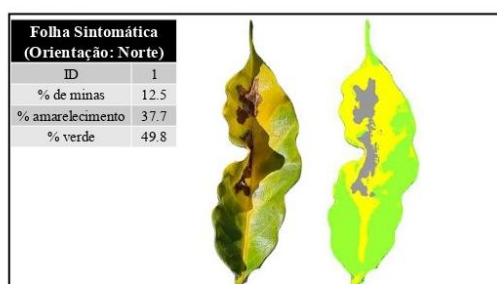 Folha Sintomática
(Orientação: Norte)
ID 1
% de minas 12.5
% amarelecimento 37.7
% verde 49.8